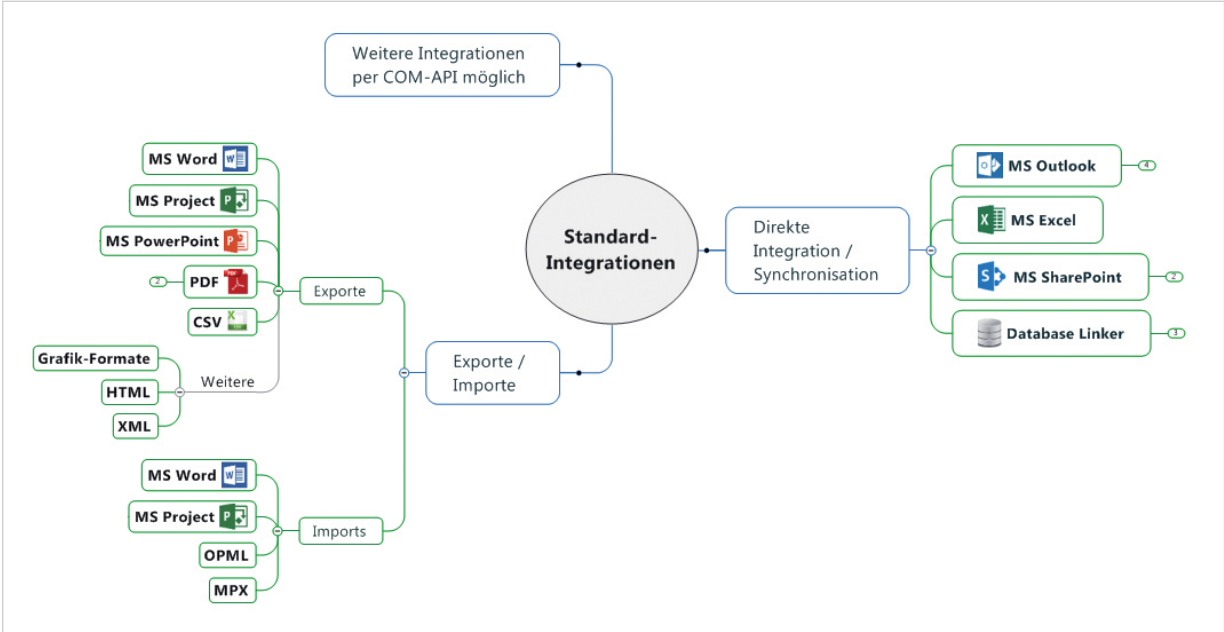 Weitere Integrationen
per COM-API möglich
Standard-
Integrationen
Direkte
Integration /
Synchronisation
MS Outlook
4
MS Excel
MS SharePoint
2
Database Linker
3
Exporte /
Importe
Exporte
MS Word
MS Project
MS PowerPoint
PDF
2
CSV
Weitere
Grafik-Formate
HTML
XML
Imports
MS Word
MS Project
OPML
MPX